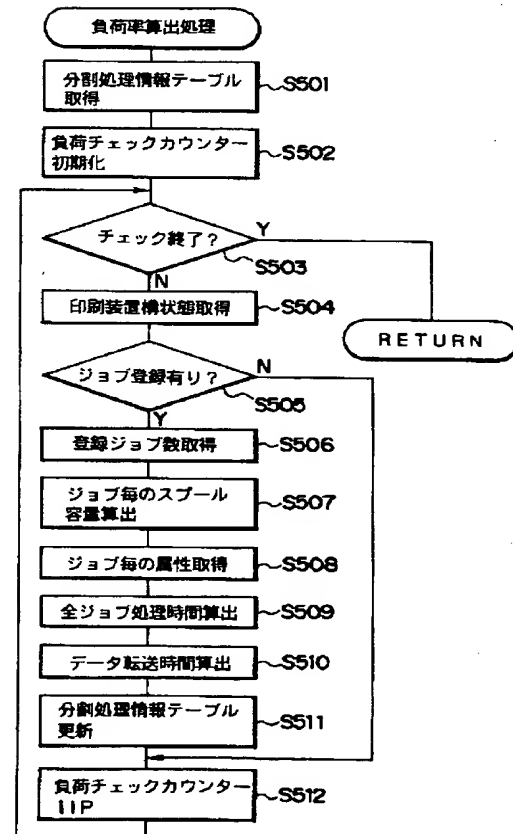 負荷率算出処理
分割処理情報テーブル
取得
S501
負荷チェックカウンター
初期化
S502
チェック終了？
Y
S503
N
印刷装置構状態取得
S504
RETURN
ジョブ登録有り？
N
S505
Y
登録ジョブ数取得
S506
ジョブ毎のスプール
容量算出
S507
ジョブ毎の属性取得
S508
全ジョブ処理時間算出
S509
データ転送時間算出
S510
分割処理情報テーブル
更新
S511
負荷チェックカウンター
UP
S512